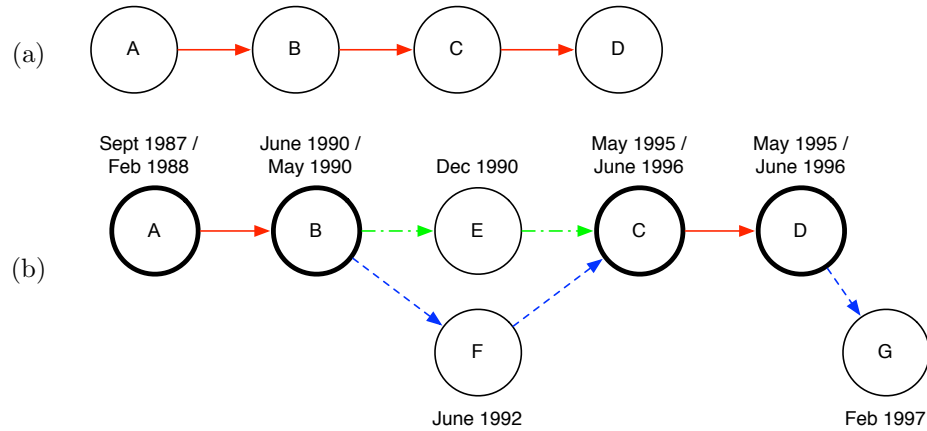 (a)
A
B
C
D
Sept 1987 /
Feb 1988
June 1990 /
May 1990
Dec 1990
May 1995 /
June 1996
May 1995 /
June 1996
(b)
A
B
E
C
D
F
G
June 1992
Feb 1997